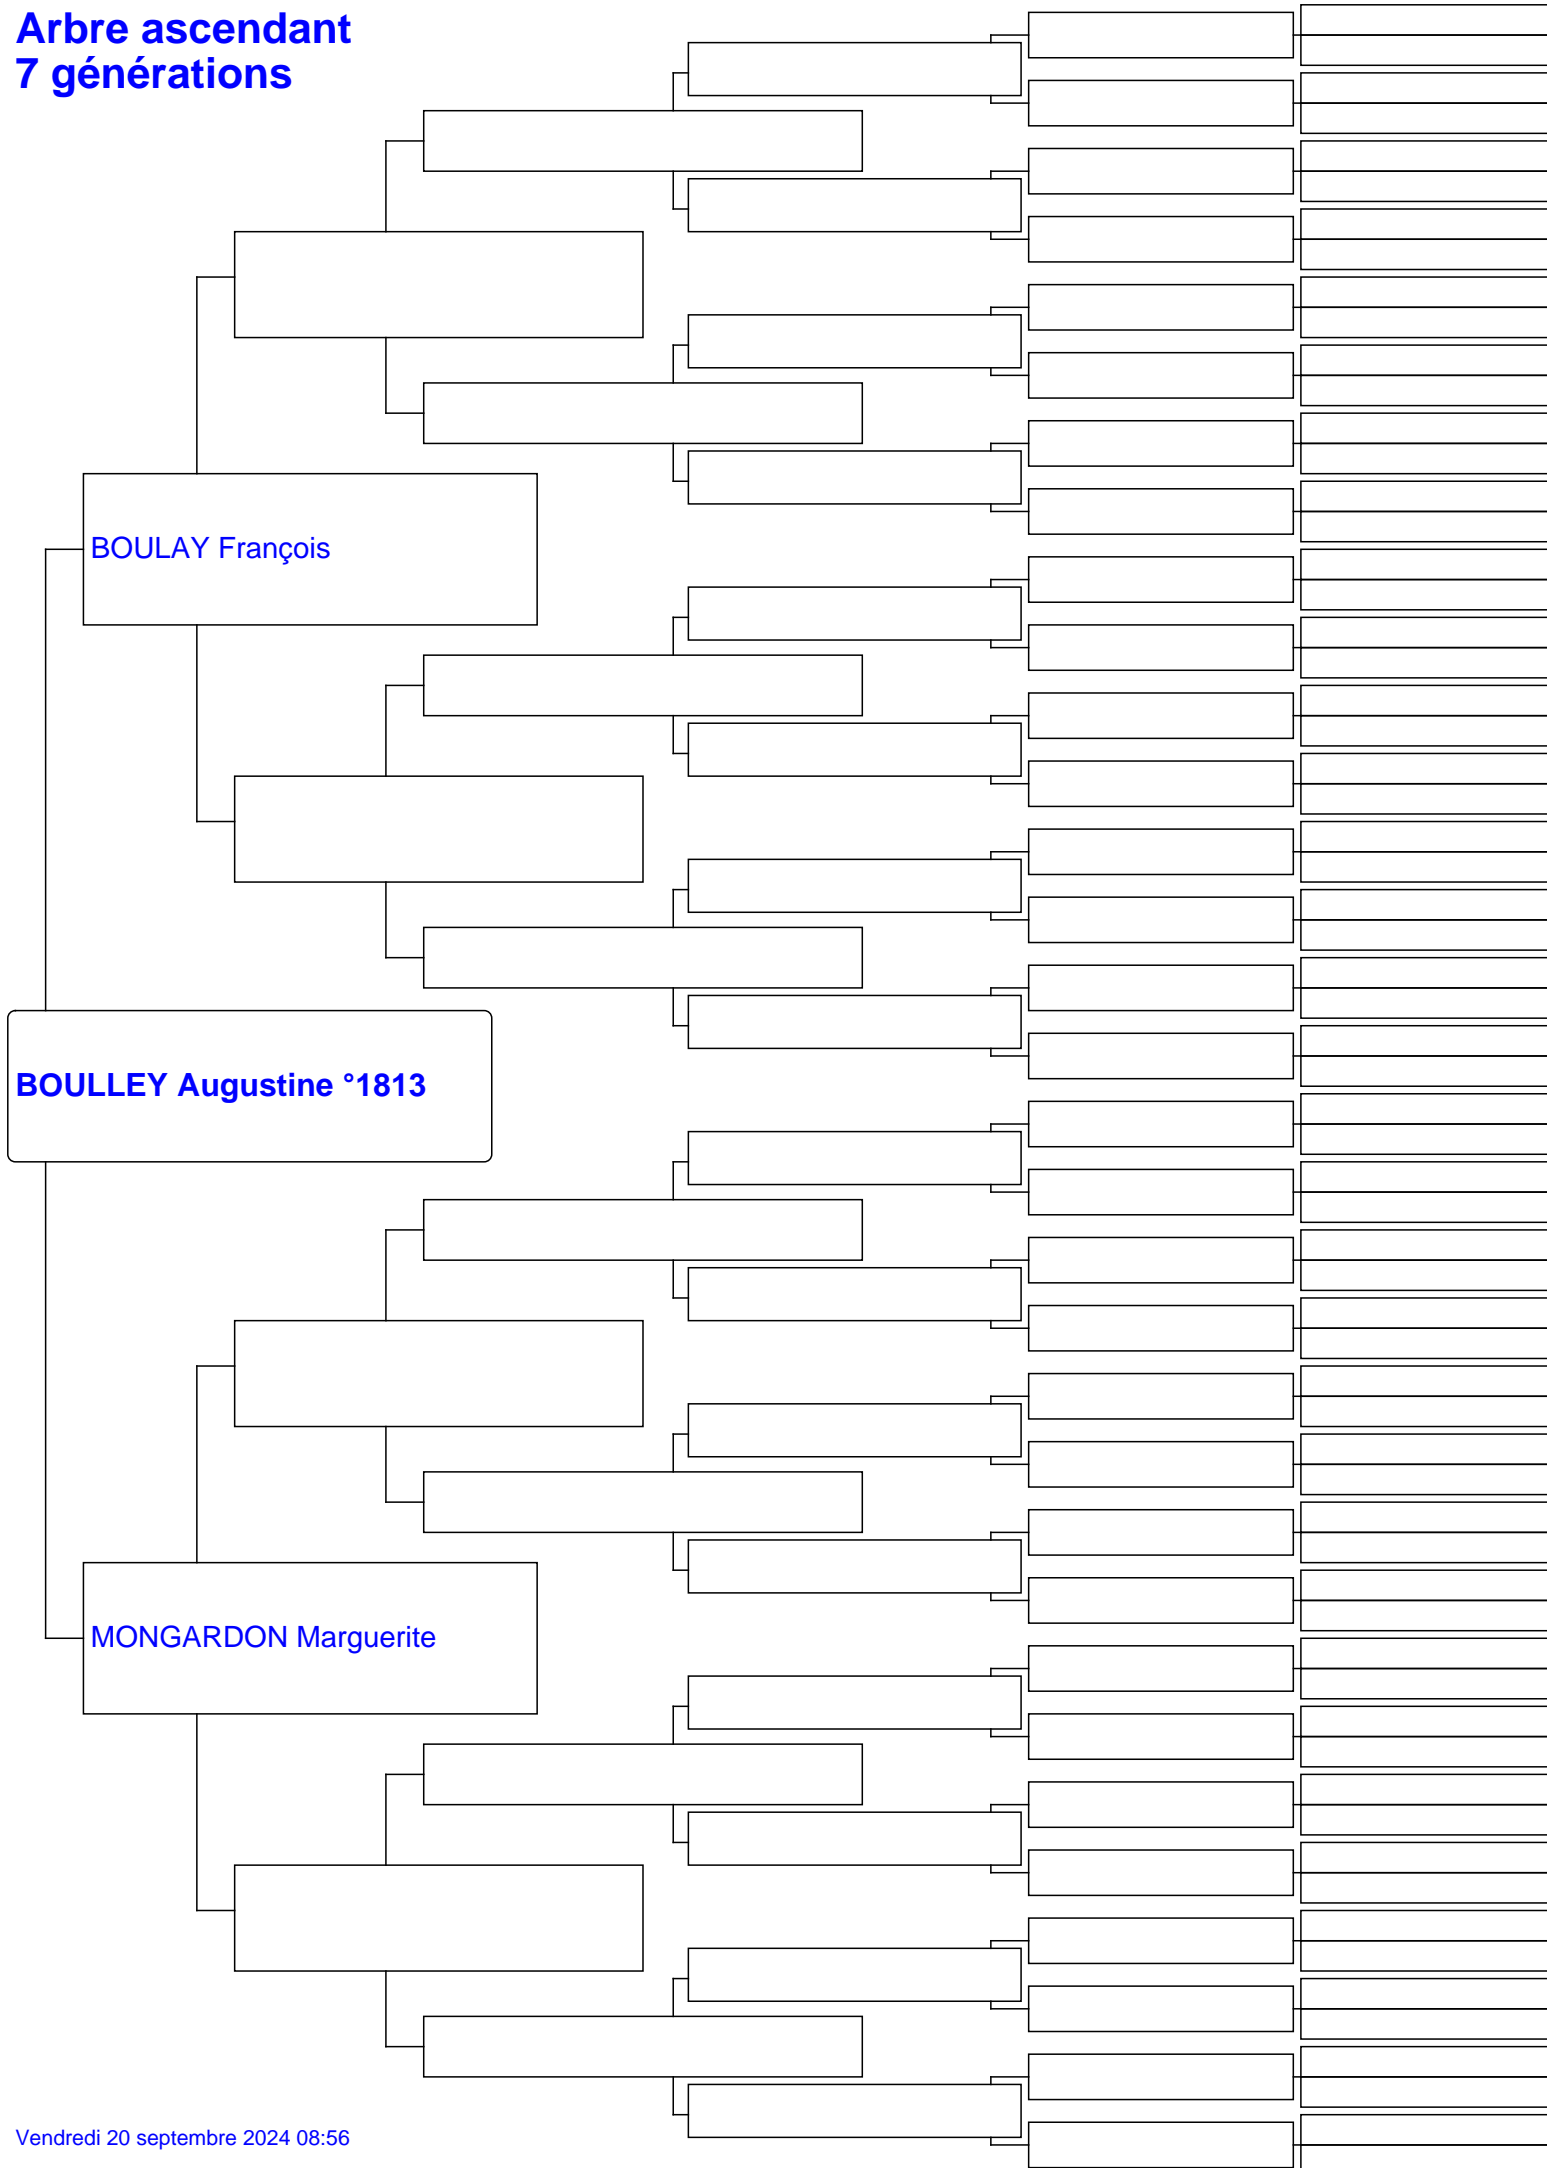 Arbre ascendant
7 générations
BOULAY François
BOULLEY Augustine °1813
MONGARDON Marguerite
Vendredi 20 septembre 2024 08:56